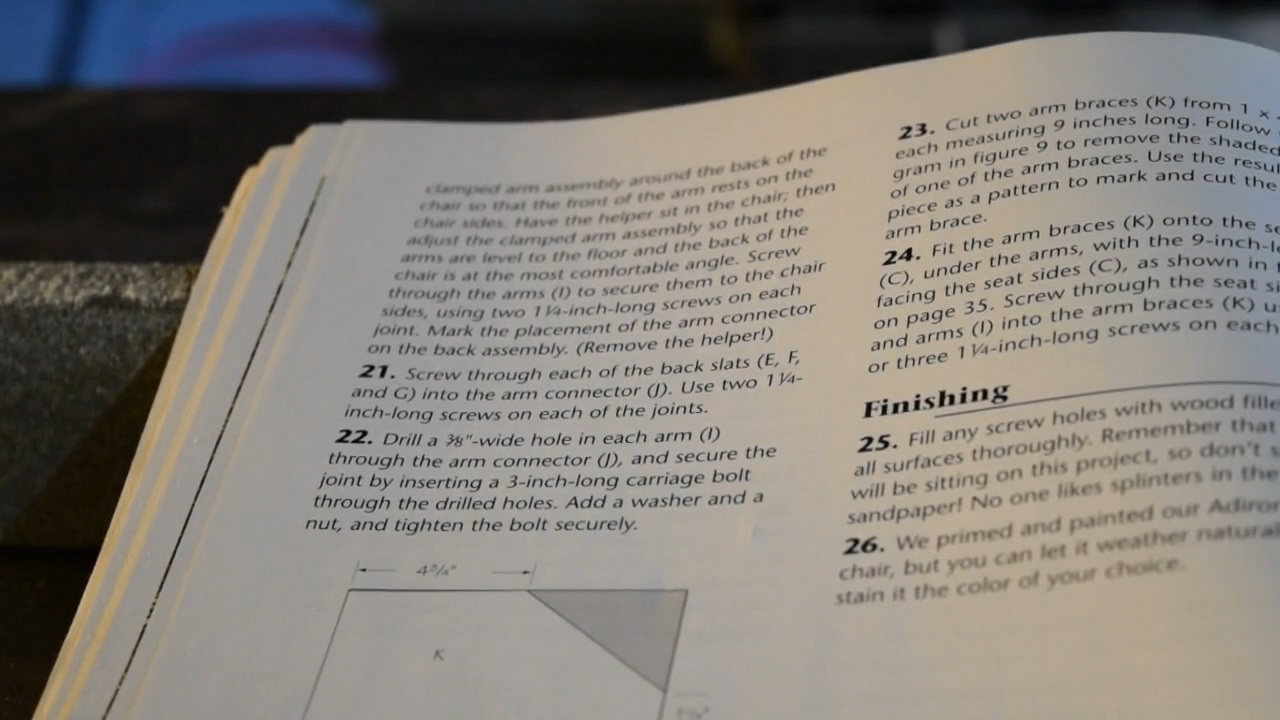 clamped arm assembly around the back of the
chair so that the front of the arm rests on the
chair sides. Have the helper sit in the chair; then
adjust the clamped arm assembly so that the
arms are level to the floor and the back of the
chair is at the most comfortable angle. Screw
through the arms (I) to secure them to the chair
sides, using two 1¼-inch-long screws on each
joint. Mark the placement of the arm connector
on the back assembly. (Remove the helper!)
21. Screw through each of the back slats (E, F,
and G) into the arm connector (J). Use two 1¼-
inch-long screws on each of the joints.
22. Drill a ⅜"-wide hole in each arm (I)
through the arm connector (J), and secure the
joint by inserting a 3-inch-long carriage bolt
through the drilled holes. Add a washer and a
nut, and tighten the bolt securely.
4¾"
K
23. Cut two arm braces (K) from 1 ×
each measuring 9 inches long. Follow
gram in figure 9 to remove the shaded
of one of the arm braces. Use the resul
piece as a pattern to mark and cut the
arm brace.
24. Fit the arm braces (K) onto the se
(C), under the arms, with the 9-inch-l
facing the seat sides (C), as shown in
on page 35. Screw through the seat si
and arms (I) into the arm braces (K) u
or three 1¼-inch-long screws on each
Finishing
25. Fill any screw holes with wood fille
all surfaces thoroughly. Remember that
will be sitting on this project, so don't s
sandpaper! No one likes splinters in the
26. We primed and painted our Adiron
chair, but you can let it weather natural
stain it the color of your choice.